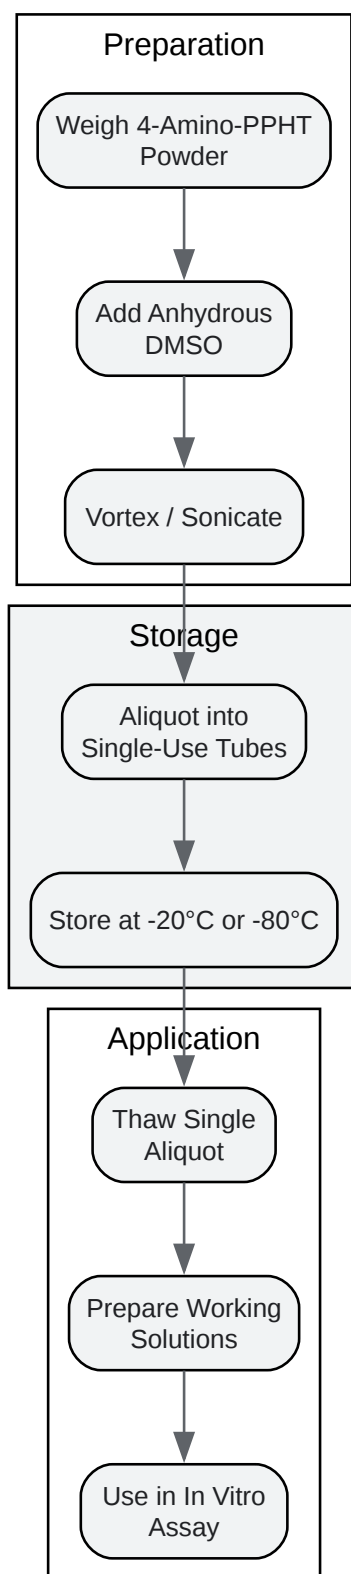 Preparation
Weigh 4-Amino-PPHT
Powder
Add Anhydrous
DMSO
Vortex / Sonicate
Storage
Aliquot into
Single-Use Tubes
Store at -20°C or -80°C
Application
Thaw Single
Aliquot
Prepare Working
Solutions
Use in In Vitro
Assay